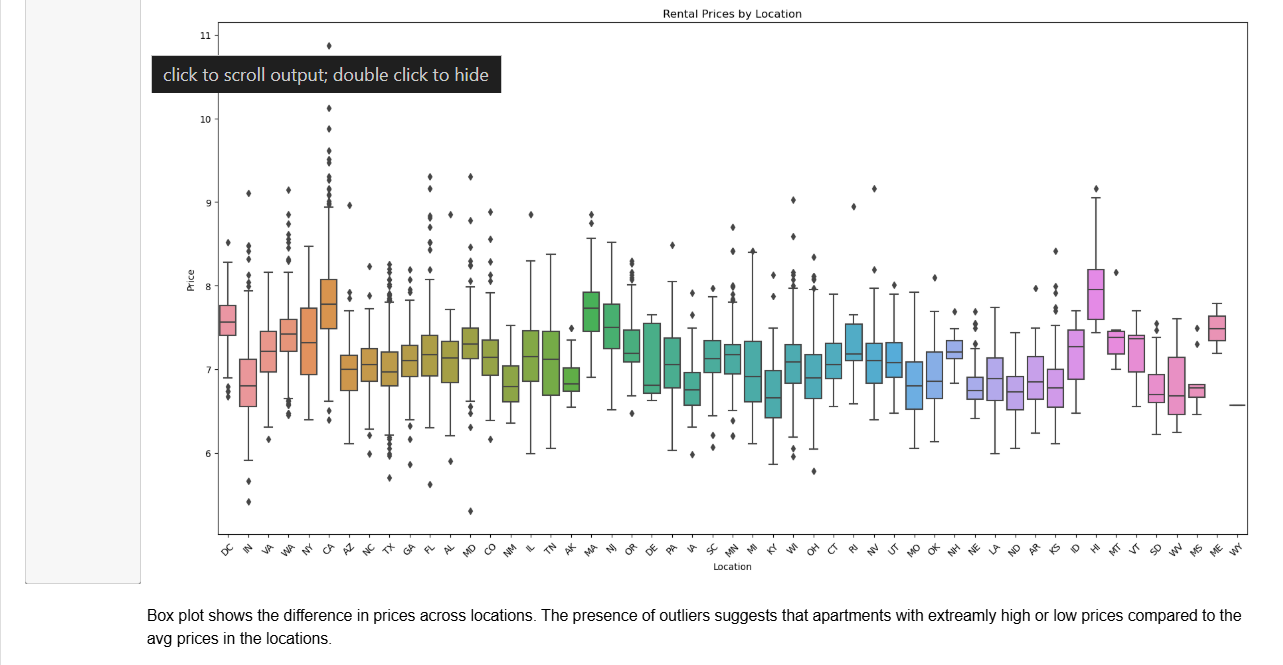 Rental Prices by Location
11
click to scroll output; double click to hide
10
9
Price
8
7
6
DC IN VA WA NY CA AZ NC TX GA FL AL MD CO NM IL TN AK MA NJ OR DE PA IA SC MN MI KY WI OH CT RI NV UT MO OK NH NE LA ND AR KS ID HI MT VT SD WV MS ME WY
Location
Box plot shows the difference in prices across locations. The presence of outliers suggests that apartments with extreamly high or low prices compared to the
avg prices in the locations.